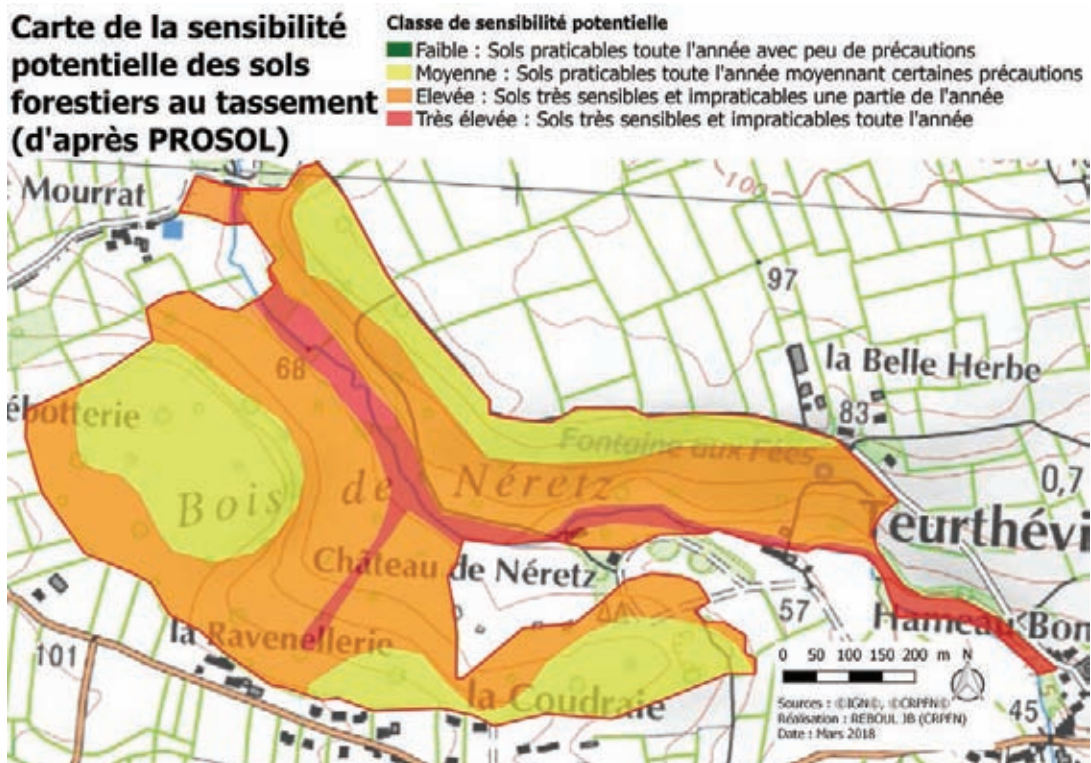 Carte de la sensibilité
potentielle des sols
forestiers au tassement
(d'après PROSOL)
Classe de sensibilité potentielle
Faible : Sols praticables toute l'année avec peu de précautions
Moyenne : Sols praticables toute l'année moyennant certaines précautions
Elevée : Sols très sensibles et impraticables une partie de l'année
Très élevée : Sols très sensibles et impraticables toute l'année
Mourrat
100
97
68
la Belle Herbe
83
ébotterie
Fontaine aux Fées
Bois de Néretz
0,7
Teurthévi
Château de Néretz
57
la Ravenellerie
Hameau Bon
101
la Coudraie
45
0 50 100 150 200 m N
Sources : ©IGN©, ©CRPFN©
Réalisation : REBOUL JB (CRPFN)
Date : Mars 2018